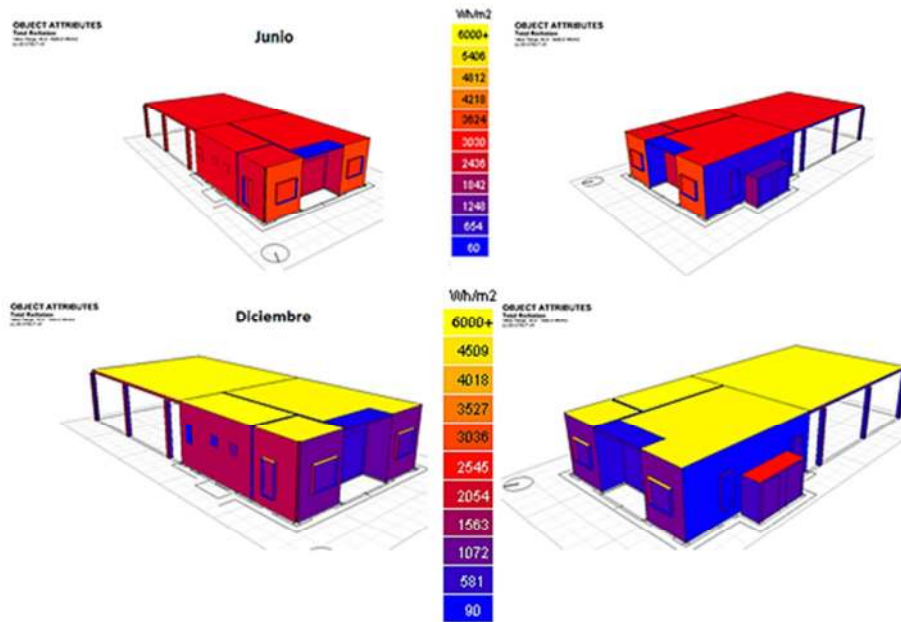 OBJECT ATTRIBUTES
Total Radiation
Junio
Wh/m2
6000+
5406
4812
4218
3624
3030
2436
1842
1248
654
60
OBJECT ATTRIBUTES
Total Radiation
OBJECT ATTRIBUTES
Total Radiation
Diciembre
Wh/m2
6000+
4509
4018
3527
3036
2545
2054
1563
1072
581
90
OBJECT ATTRIBUTES
Total Radiation